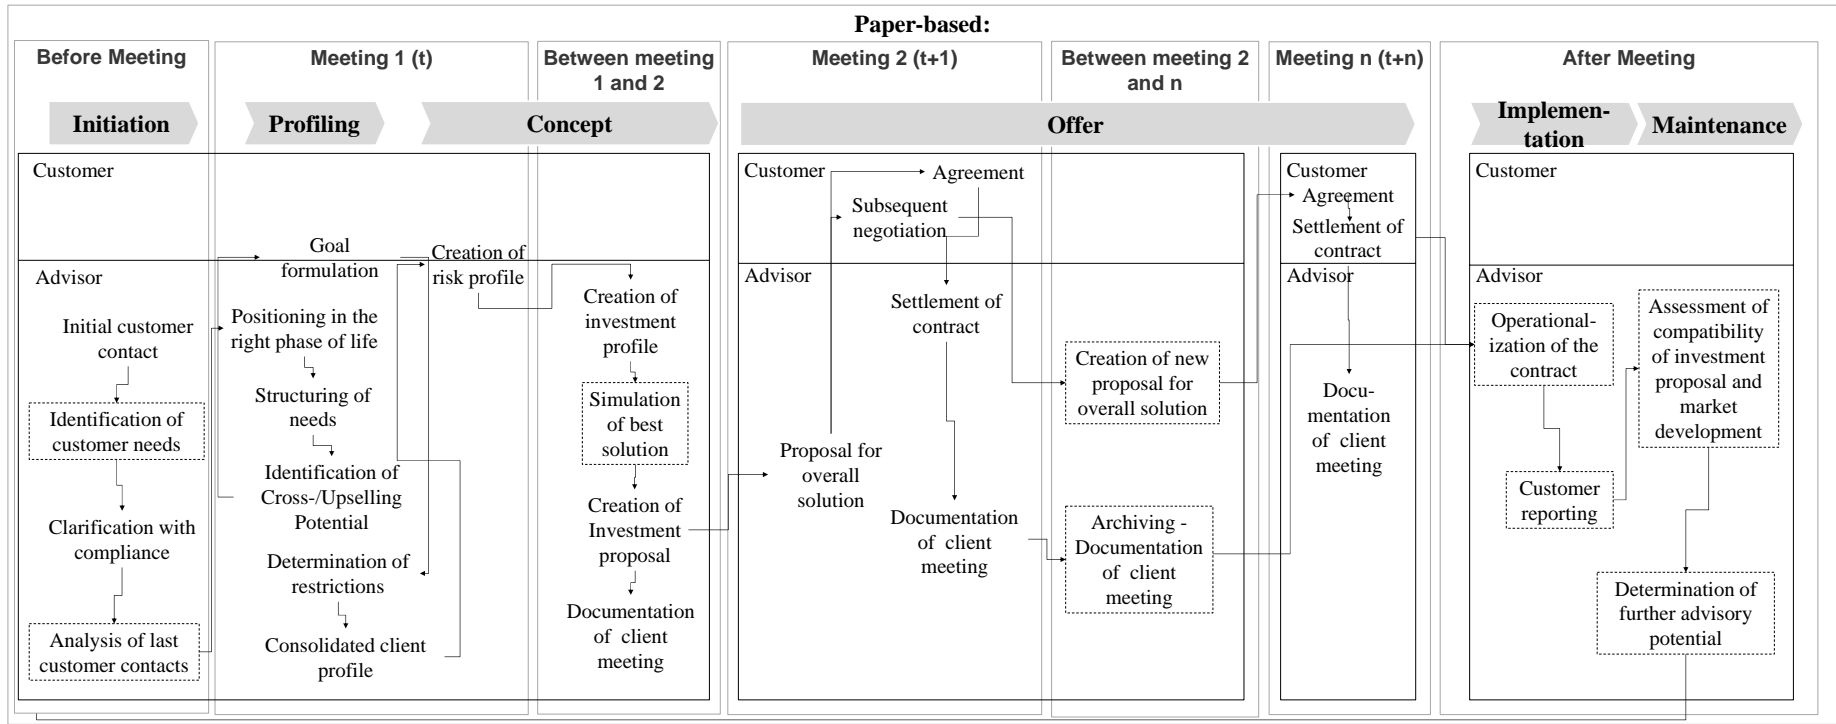 Paper-based:
Before Meeting
Meeting 1 (t)
Between meeting
1 and 2
Meeting 2 (t+1)
Between meeting 2
and n
Meeting n (t+n)
After Meeting
Initiation
Profiling
Concept
Offer
Implemen-
tation
Maintenance
Customer
Advisor
Initial customer
contact
Identification of
customer needs
Clarification with
compliance
Analysis of last
customer contacts
Goal
formulation
Positioning in the
right phase of life
Structuring of
needs
Identification of
Cross-/Upselling
Potential
Determination of
restrictions
Consolidated client
profile
Creation of
risk profile
Creation of
investment
profile
Simulation
of best
solution
Creation of
Investment
proposal
Documentation
of client
meeting
Customer
Agreement
Subsequent
negotiation
Advisor
Settlement of
contract
Proposal for
overall
solution
Documentation
of client
meeting
Creation of new
proposal for
overall solution
Archiving -
Documentation
of client
meeting
Customer
Agreement
Settlement of
contract
Advisor
Docu-
mentation
of client
meeting
Customer
Advisor
Operational-
ization of the
contract
Customer
reporting
Assessment of
compatibility
of investment
proposal and
market
development
Determination of
further advisory
potential